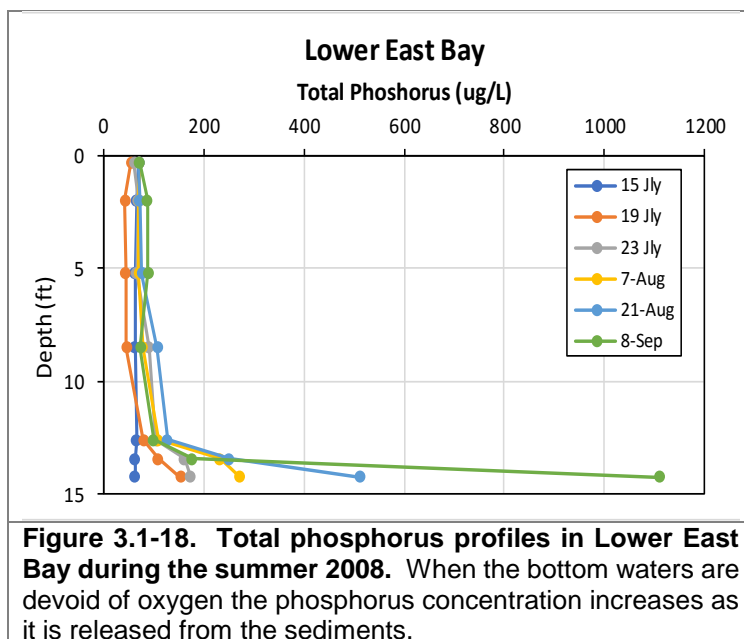 Lower East Bay
Total Phoshorus (ug/L)
0 200 400 600 800 1000 1200
0
5
10
15
Depth (ft)
15 Jly
19 Jly
23 Jly
7-Aug
21-Aug
8-Sep
Figure 3.1-18. Total phosphorus profiles in Lower East
Bay during the summer 2008. When the bottom waters are
devoid of oxygen the phosphorus concentration increases as
it is released from the sediments.